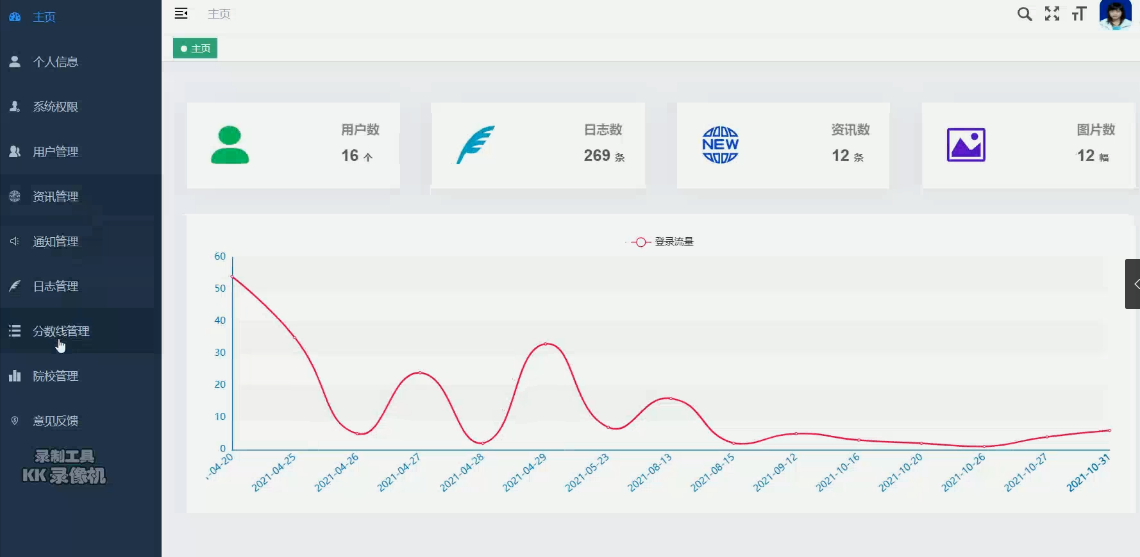 主页
个人信息
系统权限
用户管理
资讯管理
通知管理
日志管理
分数线管理
院校管理
意见反馈
录制工具
KK 录像机
主页
主页
用户数
16 个
日志数
269 条
NEW
资讯数
12 条
图片数
12 幅
登录流量
60
50
40
30
20
10
0
-04-20
2021-04-25
2021-04-26
2021-04-27
2021-04-28
2021-04-29
2021-05-23
2021-08-13
2021-08-15
2021-09-12
2021-10-16
2021-10-20
2021-10-26
2021-10-27
2021-10-31